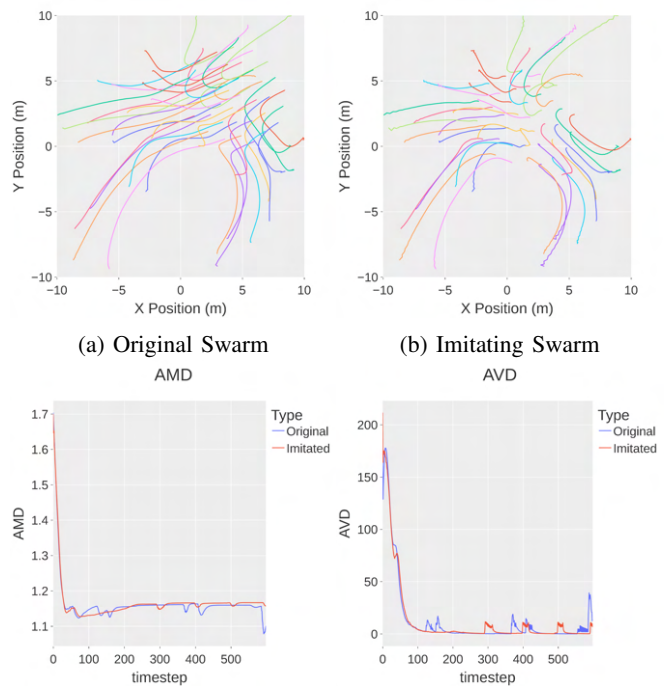 10
5
0
−5
−10
Y Position (m)
−10
−5
0
5
10
X Position (m)
(a) Original Swarm
10
5
0
−5
−10
Y Position (m)
−10
−5
0
5
10
X Position (m)
(b) Imitating Swarm
AMD
1.7
1.6
1.5
1.4
1.3
1.2
1.1
AMD
0
100
200
300
400
500
timestep
Type
Original
Imitated
AVD
200
150
100
50
0
AVD
0
100
200
300
400
500
timestep
Type
Original
Imitated